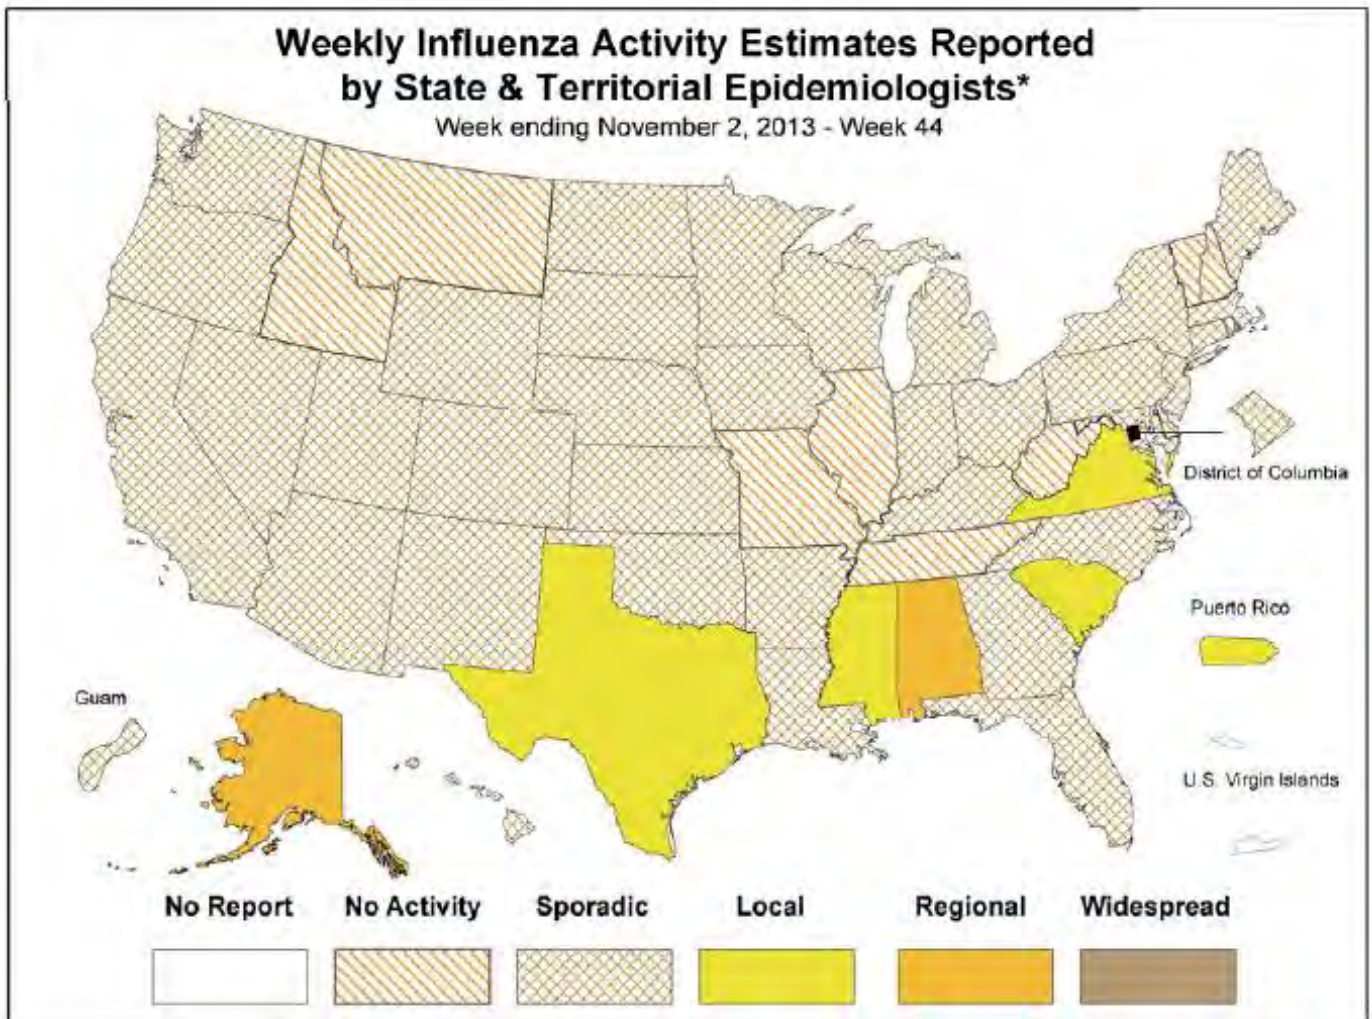 Weekly Influenza Activity Estimates Reported
by State & Territorial Epidemiologists*
Week ending November 2, 2013 - Week 44
District of Columbia
Puerto Rico
Guam
U.S. Virgin Islands
No Report No Activity Sporadic Local Regional Widespread